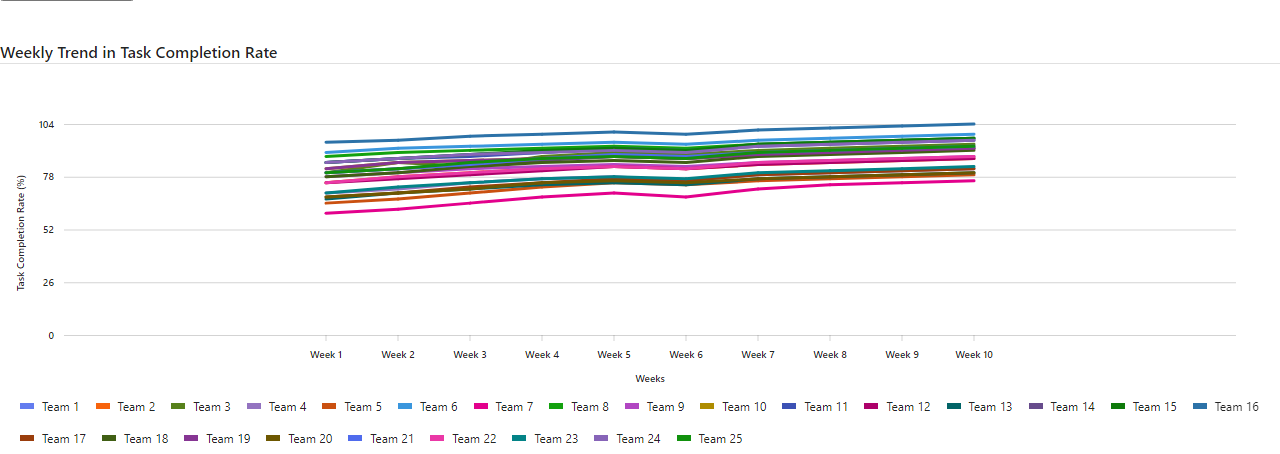 Weekly Trend in Task Completion Rate
104
78
52
26
0
Task Completion Rate (%)
Week 1 Week 2 Week 3 Week 4 Week 5 Week 6 Week 7 Week 8 Week 9 Week 10
Weeks
Team 1 Team 2 Team 3 Team 4 Team 5 Team 6 Team 7 Team 8 Team 9 Team 10 Team 11 Team 12 Team 13 Team 14 Team 15 Team 16
Team 17 Team 18 Team 19 Team 20 Team 21 Team 22 Team 23 Team 24 Team 25